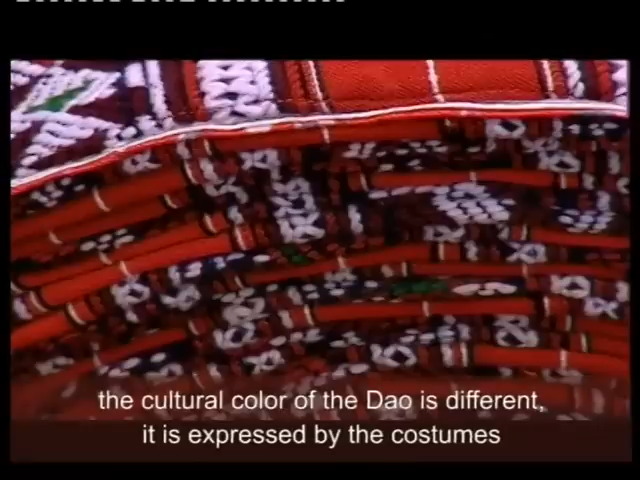 the cultural color of the Dao is different,
it is expressed by the costumes